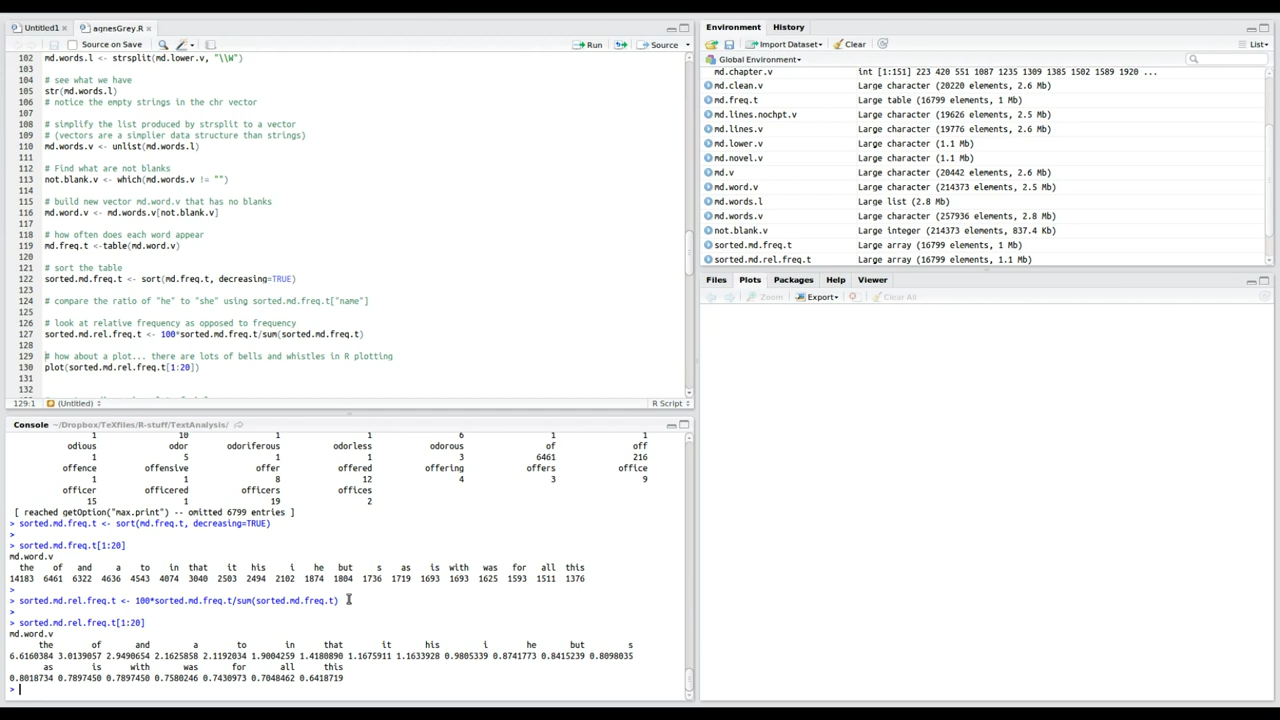 Untitled1 × agnesGrey.R ×
Source on Save Run Source
102 md.words.l <- strsplit(md.lower.v, "\\W")
103
104 # see what we have
105 str(md.words.l)
106 # notice the empty strings in the chr vector
107
108 # simplify the list produced by strsplit to a vector
109 # (vectors are a simplier data structure than strings)
110 md.words.v <- unlist(md.words.l)
111
112 # Find what are not blanks
113 not.blank.v <- which(md.words.v != "")
114
115 # build new vector md.word.v that has no blanks
116 md.word.v <- md.words.v[not.blank.v]
117
118 # how often does each word appear
119 md.freq.t <-table(md.word.v)
120
121 # sort the table
122 sorted.md.freq.t <- sort(md.freq.t, decreasing=TRUE)
123
124 # compare the ratio of "he" to "she" using sorted.md.freq.t["name"]
125
126 # look at relative frequency as opposed to frequency
127 sorted.md.rel.freq.t <- 100*sorted.md.freq.t/sum(sorted.md.freq.t)
128
129 # how about a plot... there are lots of bells and whistles in R plotting
130 plot(sorted.md.rel.freq.t[1:20])
131
132
129:1 (Untitled) R Script
Console ~/Dropbox/TeXfiles/R-stuff/TextAnalysis/
1 10 1 1 6 1 1
odious odor odoriferous odorless odorous of off
1 5 1 1 3 6461 216
offence offensive offer offered offering offers office
1 1 8 12 4 3 9
officer officered officers offices
15 1 19 2
[ reached getOption("max.print") -- omitted 6799 entries ]
> sorted.md.freq.t <- sort(md.freq.t, decreasing=TRUE)
>
> sorted.md.freq.t[1:20]
md.word.v
the of and a to in that it his i he but s as is with was for all this
14183 6461 6322 4636 4543 4074 3040 2503 2494 2102 1874 1804 1736 1719 1693 1693 1625 1593 1511 1376
>
> sorted.md.rel.freq.t <- 100*sorted.md.freq.t/sum(sorted.md.freq.t)
>
> sorted.md.rel.freq.t[1:20]
md.word.v
the of and a to in that it his i he but s
6.6160384 3.0139057 2.9490654 2.1625858 2.1192034 1.9004259 1.4180890 1.1675911 1.1633928 0.9805339 0.8741773 0.8415239 0.8098035
as is with was for all this
0.8018734 0.7897450 0.7897450 0.7580246 0.7430973 0.7048462 0.6418719
>
Environment History
Import Dataset Clear List
Global Environment
md.chapter.v int [1:151] 223 420 551 1087 1235 1309 1385 1502 1589 1920 ...
md.clean.v Large character (20220 elements, 2.6 Mb)
md.freq.t Large table (16799 elements, 1 Mb)
md.lines.nochpt.v Large character (19626 elements, 2.5 Mb)
md.lines.v Large character (19776 elements, 2.6 Mb)
md.lower.v Large character (1.1 Mb)
md.novel.v Large character (1.1 Mb)
md.v Large character (20442 elements, 2.6 Mb)
md.word.v Large character (214373 elements, 2.5 Mb)
md.words.l Large list (2.8 Mb)
md.words.v Large character (257936 elements, 2.8 Mb)
not.blank.v Large integer (214373 elements, 837.4 Kb)
sorted.md.freq.t Large array (16799 elements, 1 Mb)
sorted.md.rel.freq.t Large array (16799 elements, 1.1 Mb)
Files Plots Packages Help Viewer
Zoom Export Clear All